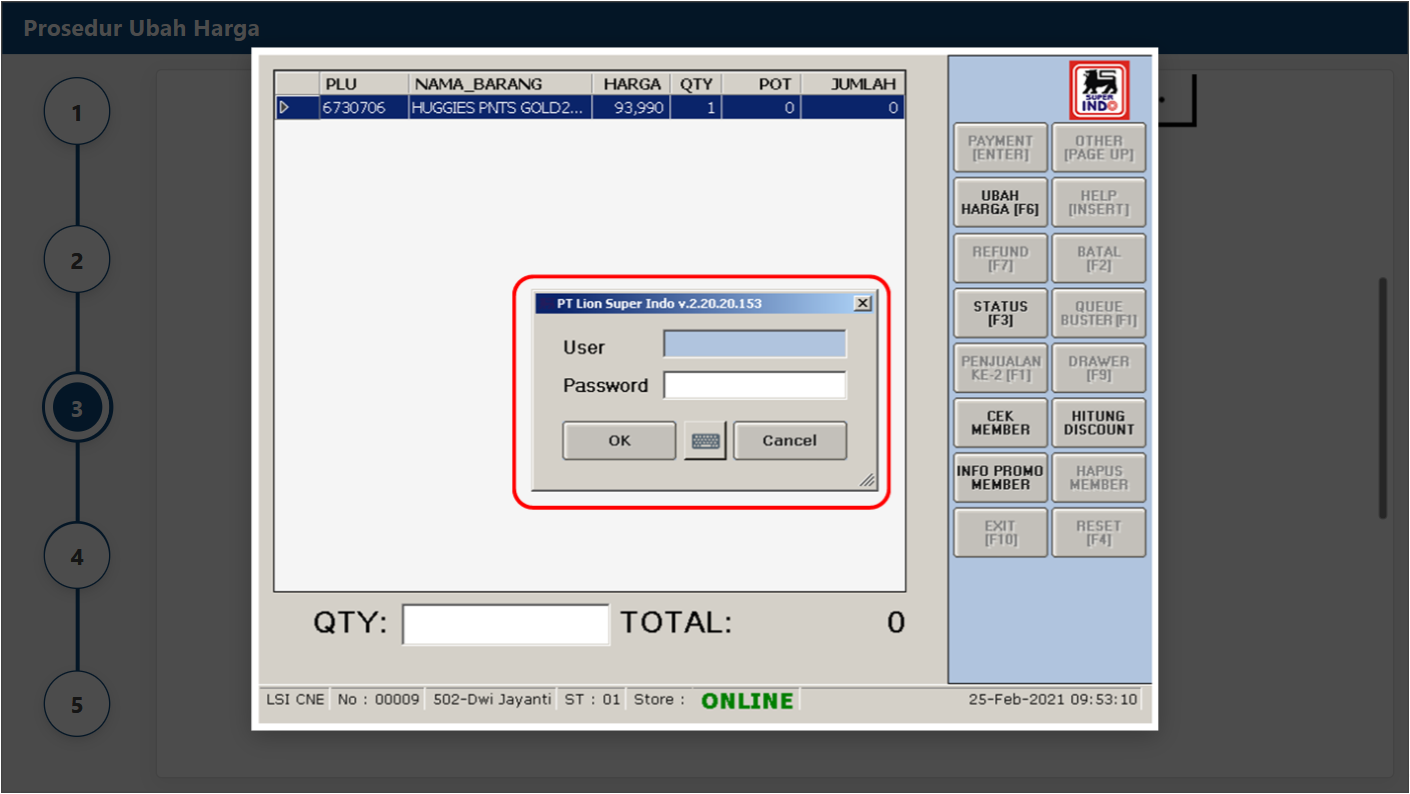 Prosedur Ubah Harga
1
2
3
4
5
PLU NAMA_BARANG HARGA QTY POT JUMLAH
6730706 HUGGIES PNTS GOLD2... 93,990 1 0 0
PT Lion Super Indo v.2.20.20.153
User
Password
OK Cancel
QTY: TOTAL: 0
SUPER
INDO
PAYMENT
[ENTER]
OTHER
[PAGE UP]
UBAH
HARGA [F6]
HELP
[INSERT]
REFUND
[F7]
BATAL
[F2]
STATUS
[F3]
QUEUE
BUSTER [F1]
PENJUALAN
KE-2 [F1]
DRAWER
[F9]
CEK
MEMBER
HITUNG
DISCOUNT
INFO PROMO
MEMBER
HAPUS
MEMBER
EXIT
[F10]
RESET
[F4]
LSI CNE No : 00009 502-Dwi Jayanti ST : 01 Store : ONLINE 25-Feb-2021 09:53:10